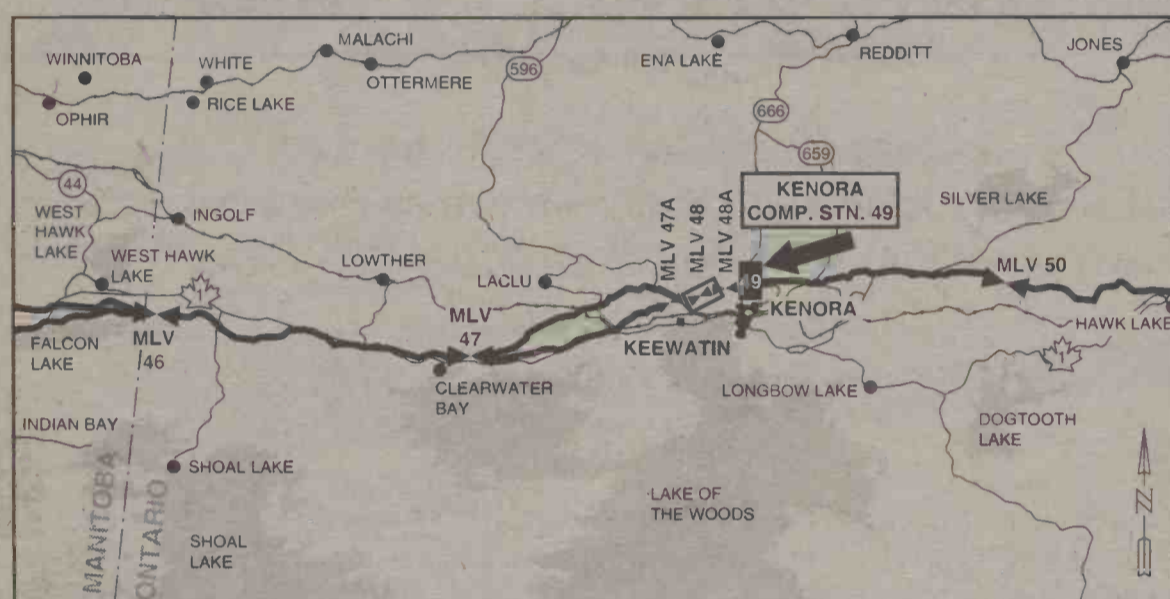 MALACHI
WINNITOBA
WHITE
OTTERMERE
596
ENA LAKE
REDDITT
JONES
RICE LAKE
OPHIR
666
659
44
WEST
HAWK
LAKE
INGOLF
KENORA
COMP. STN. 49
SILVER LAKE
MLV 47A
MLV 48
MLV 48A
WEST HAWK
LAKE
LOWTHER
LACLU
MLV 50
1
9
KENORA
MLV
47
MLV
46
FALCON
LAKE
KEEWATIN
HAWK LAKE
1
CLEARWATER
BAY
LONGBOW LAKE
INDIAN BAY
DOGTOOTH
LAKE
SHOAL LAKE
MANITOBA
ONTARIO
LAKE OF
THE WOODS
N
SHOAL
LAKE